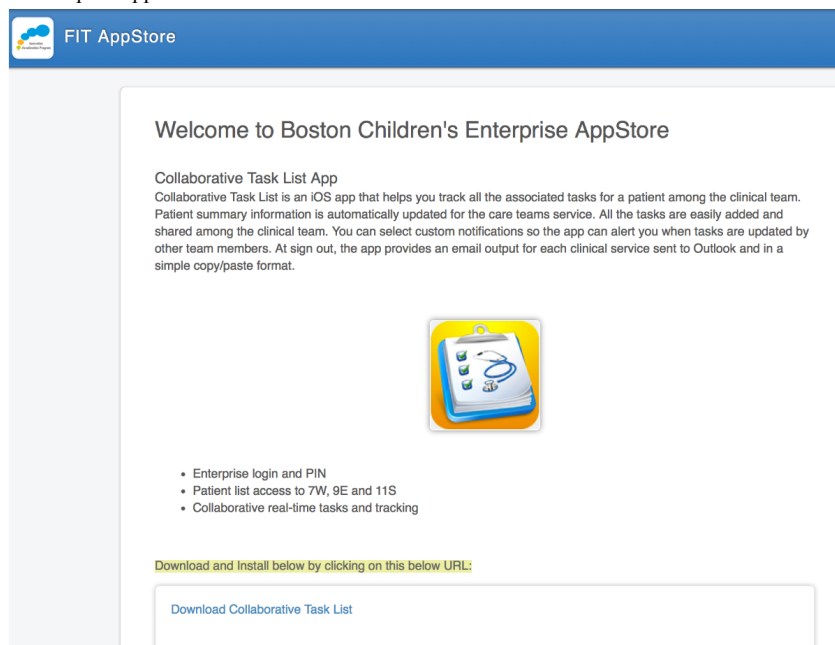 FIT AppStore
Welcome to Boston Children's Enterprise AppStore
Collaborative Task List App
Collaborative Task List is an iOS app that helps you track all the associated tasks for a patient among the clinical team.
Patient summary information is automatically updated for the care teams service. All the tasks are easily added and
shared among the clinical team. You can select custom notifications so the app can alert you when tasks are updated by
other team members. At sign out, the app provides an email output for each clinical service sent to Outlook and in a
simple copy/paste format.
• Enterprise login and PIN
• Patient list access to 7W, 9E and 11S
• Collaborative real-time tasks and tracking
Download and Install below by clicking on this below URL:
Download Collaborative Task List